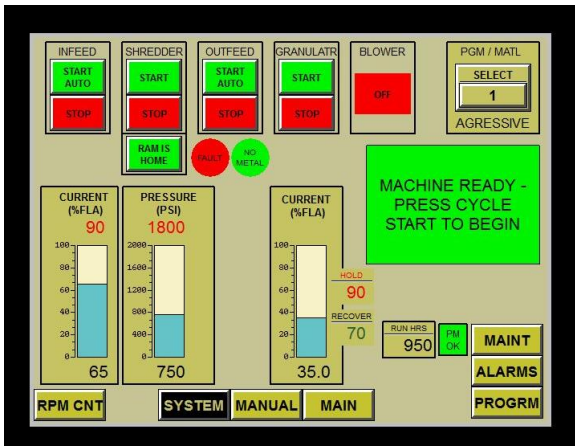 INFEED
START
AUTO
STOP
SHREDDER
START
STOP
RAM IS
HOME
OUTFEED
START
AUTO
STOP
GRANULATR
START
STOP
BLOWER
OFF
PGM / MATL
SELECT
1
AGRESSIVE
FAULT
NO
METAL
MACHINE READY -
PRESS CYCLE
START TO BEGIN
CURRENT
(%FLA)
90
100
80
60
40
20
0
65
PRESSURE
(PSI)
1800
2000
1600
1200
800
400
0
750
CURRENT
(%FLA)
100
80
60
40
20
0
35.0
HOLD
90
RECOVER
70
RUN HRS
950
PM
OK
MAINT
ALARMS
PROGRM
RPM CNT
SYSTEM
MANUAL
MAIN